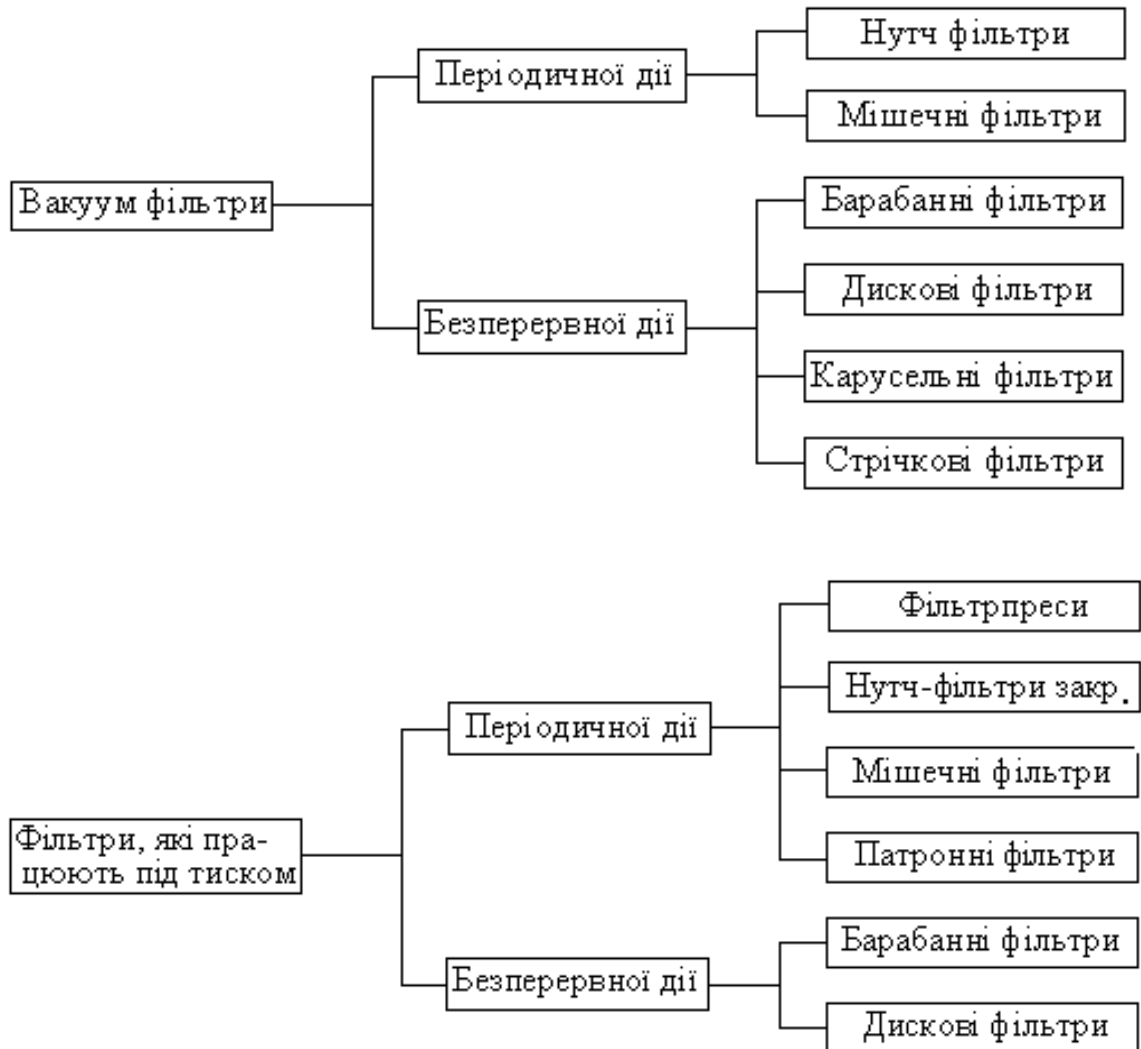 Вакуум фільтри
Періодичної дії
Нутч фільтри
Мішечні фільтри
Безперервної дії
Барабанні фільтри
Дискові фільтри
Карусельні фільтри
Стрічкові фільтри
Фільтри, які пра-
цюють під тиском
Періодичної дії
Фільтрпреси
Нутч-фільтри закр.
Мішечні фільтри
Патронні фільтри
Безперервної дії
Барабанні фільтри
Дискові фільтри